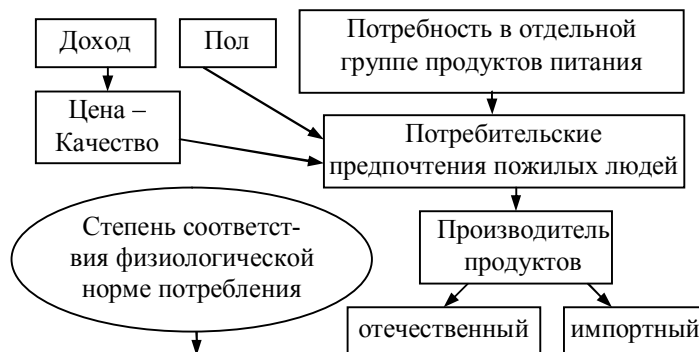 Доход
Пол
Потребность в отдельной
группе продуктов питания
Цена –
Качество
Потребительские
предпочтения пожилых людей
Степень соответст-
вия физиологической
норме потребления
Производитель
продуктов
отечественный
импортный